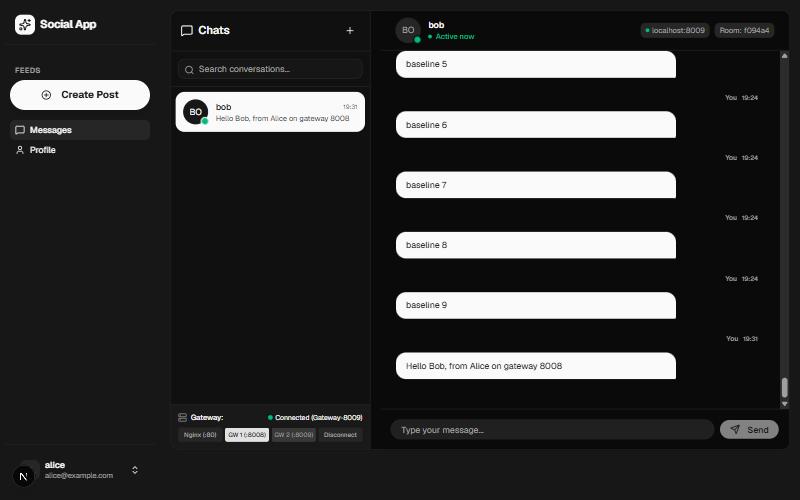 Social App
FEEDS
Create Post
Messages
Profile
Chats
Search conversations...
BO
bob
19:31
Hello Bob, from Alice on gateway 8008
Gateway:
Connected (Gateway-8009)
Nginx (:80)
GW 1 (:8008)
GW 2 (:8009)
Disconnect
BO
bob
Active now
localhost:8009
Room: f094a4
baseline 5
You 19:24
baseline 6
You 19:24
baseline 7
You 19:24
baseline 8
You 19:24
baseline 9
You 19:31
Hello Bob, from Alice on gateway 8008
Type your message...
Send
N
alice
alice@example.com